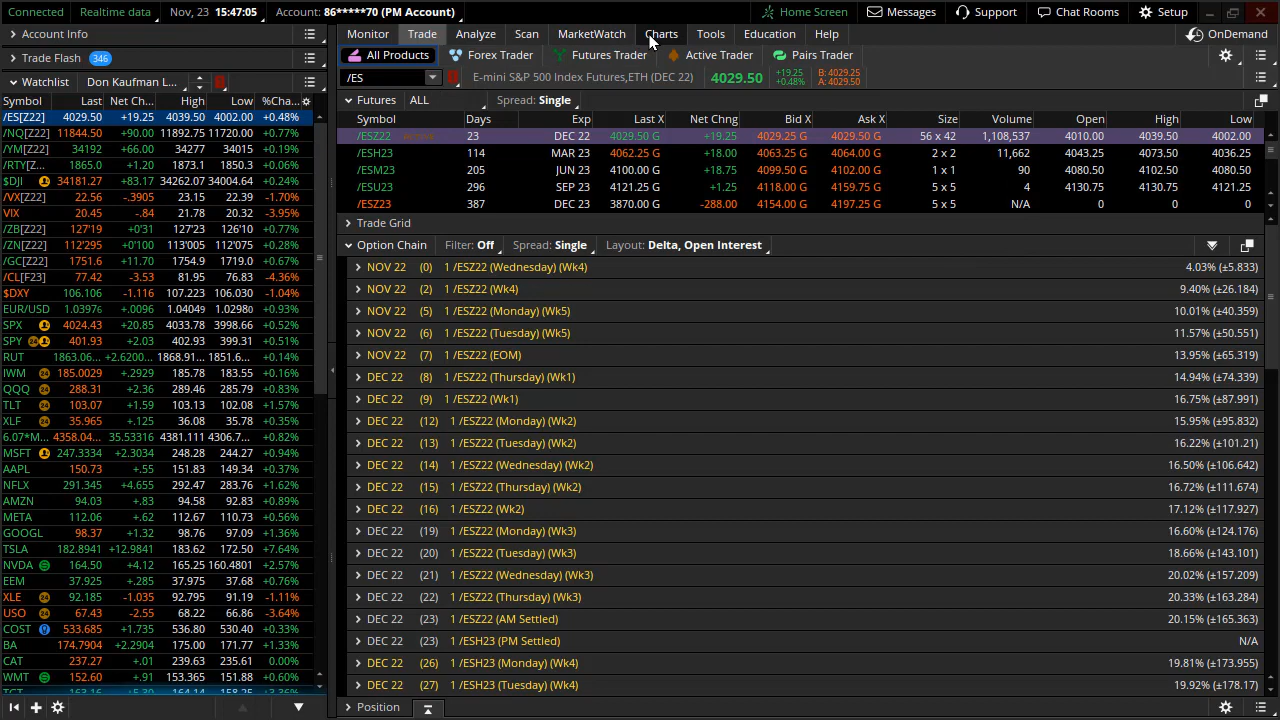 Connected Realtime data Nov, 23 15:47:05 Account: 86*****70 (PM Account) Home Screen Messages Support Chat Rooms Setup
Account Info
Monitor Trade Analyze Scan MarketWatch Charts Tools Education Help OnDemand
Trade Flash 346
All Products Forex Trader Futures Trader Active Trader Pairs Trader
Watchlist Don Kaufman L...
/ES E-mini S&P 500 Index Futures,ETH (DEC 22) 4029.50 +19.25 +0.48% B: 4029.25 A: 4029.50
Symbol Last Net Ch... High Low %Cha...
/ES[Z22] 4029.50 +19.25 4039.50 4002.00 +0.48%
/NQ[Z22] 11844.50 +90.00 11892.75 11720.00 +0.77%
/YM[Z22] 34192 +66.00 34277 34015 +0.19%
/RTY[Z... 1865.0 +1.20 1873.1 1850.3 +0.06%
$DJI 34181.27 +83.17 34262.07 34004.64 +0.24%
/VX[Z22] 22.56 -.3905 23.15 22.39 -1.70%
VIX 20.45 -.84 21.78 20.32 -3.95%
/ZB[Z22] 127'19 +0'31 127'23 126'10 +0.77%
/ZN[Z22] 112'295 +0'100 113'005 112'075 +0.28%
/GC[Z22] 1751.6 +11.70 1754.9 1719.0 +0.67%
/CL[F23] 77.42 -3.53 81.95 76.83 -4.36%
$DXY 106.106 -1.116 107.223 106.030 -1.04%
EUR/USD 1.03976 +.0096 1.04049 1.02980 +0.93%
SPX 4024.43 +20.85 4033.78 3998.66 +0.52%
SPY 401.93 +2.03 402.93 399.31 +0.51%
RUT 1863.06... +2.6200... 1868.91... 1851.6... +0.14%
IWM 185.0029 +.2929 185.78 183.55 +0.16%
QQQ 288.31 +2.36 289.46 285.79 +0.83%
TLT 103.07 +1.59 103.13 102.08 +1.57%
XLF 35.965 +.125 36.08 35.78 +0.35%
6.07*M... 4358.04... 35.53316 4381.111 4306.7... +0.82%
MSFT 247.3334 +2.3034 248.28 244.27 +0.94%
AAPL 150.73 +.55 151.83 149.34 +0.37%
NFLX 291.345 +4.655 292.47 283.76 +1.62%
AMZN 94.03 +.83 94.58 92.83 +0.89%
META 112.06 +.62 112.67 110.73 +0.56%
GOOGL 98.37 +1.32 98.76 97.09 +1.36%
TSLA 182.8941 +12.9841 183.62 172.50 +7.64%
NVDA 164.50 +4.12 165.25 160.4801 +2.57%
EEM 37.925 +.285 37.975 37.68 +0.76%
XLE 92.185 -1.035 92.795 91.19 -1.11%
USO 67.43 -2.55 68.22 66.86 -3.64%
COST 533.685 +1.735 536.80 530.40 +0.33%
BA 174.7904 +2.2904 175.00 171.77 +1.33%
CAT 237.27 +.01 239.63 235.61 0.00%
WMT 152.60 +.91 153.365 151.88 +0.60%
Futures ALL Spread: Single
Symbol Days Exp Last X Net Chng Bid X Ask X Size Volume Open High Low
/ESZ22 23 DEC 22 4029.50 G +19.25 4029.25 G 4029.50 G 56 x 42 1,108,537 4010.00 4039.50 4002.00
/ESH23 114 MAR 23 4062.25 G +18.00 4063.25 G 4064.00 G 2 x 2 11,662 4043.25 4073.50 4036.25
/ESM23 205 JUN 23 4100.00 G +18.75 4099.50 G 4102.00 G 1 x 1 90 4080.50 4102.50 4080.50
/ESU23 296 SEP 23 4121.25 G +1.25 4118.00 G 4159.75 G 5 x 5 4 4130.75 4130.75 4121.25
/ESZ23 387 DEC 23 3870.00 G -288.00 4154.00 G 4197.25 G 5 x 5 N/A 0 0 0
Trade Grid
Option Chain Filter: Off Spread: Single Layout: Delta, Open Interest
NOV 22 (0) 1 /ESZ22 (Wednesday) (Wk4) 4.03% (±5.833)
NOV 22 (2) 1 /ESZ22 (Wk4) 9.40% (±26.184)
NOV 22 (5) 1 /ESZ22 (Monday) (Wk5) 10.01% (±40.359)
NOV 22 (6) 1 /ESZ22 (Tuesday) (Wk5) 11.57% (±50.551)
NOV 22 (7) 1 /ESZ22 (EOM) 13.95% (±65.319)
DEC 22 (8) 1 /ESZ22 (Thursday) (Wk1) 14.94% (±74.339)
DEC 22 (9) 1 /ESZ22 (Wk1) 16.75% (±87.991)
DEC 22 (12) 1 /ESZ22 (Monday) (Wk2) 15.95% (±95.832)
DEC 22 (13) 1 /ESZ22 (Tuesday) (Wk2) 16.22% (±101.21)
DEC 22 (14) 1 /ESZ22 (Wednesday) (Wk2) 16.50% (±106.642)
DEC 22 (15) 1 /ESZ22 (Thursday) (Wk2) 16.72% (±111.674)
DEC 22 (16) 1 /ESZ22 (Wk2) 17.12% (±117.927)
DEC 22 (19) 1 /ESZ22 (Monday) (Wk3) 16.60% (±124.176)
DEC 22 (20) 1 /ESZ22 (Tuesday) (Wk3) 18.66% (±143.101)
DEC 22 (21) 1 /ESZ22 (Wednesday) (Wk3) 20.02% (±157.209)
DEC 22 (22) 1 /ESZ22 (Thursday) (Wk3) 20.33% (±163.284)
DEC 22 (23) 1 /ESZ22 (AM Settled) 20.15% (±165.363)
DEC 22 (23) 1 /ESH23 (PM Settled) N/A
DEC 22 (26) 1 /ESH23 (Monday) (Wk4) 19.81% (±173.955)
DEC 22 (27) 1 /ESH23 (Tuesday) (Wk4) 19.92% (±178.17)
Position